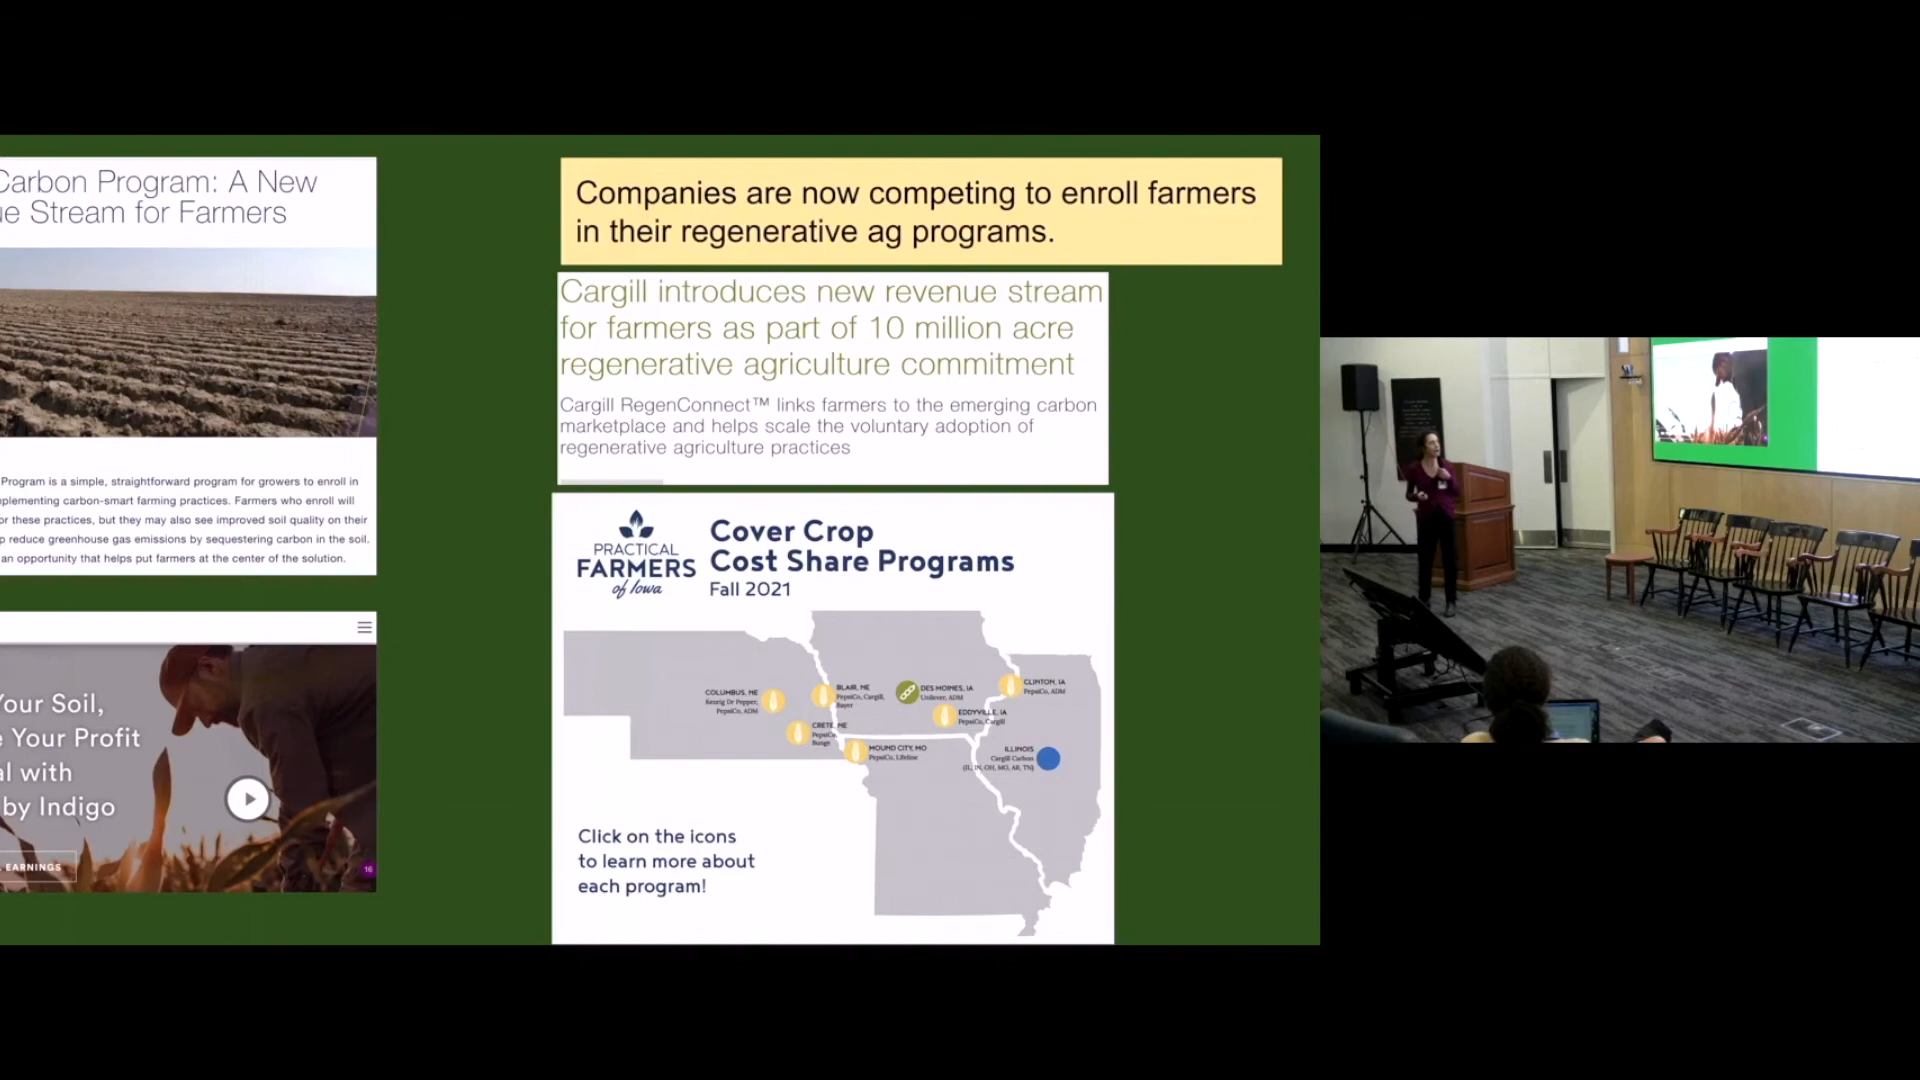 Carbon Program: A New
Stream for Farmers
Program is a simple, straightforward program for growers to enroll in
carbon-smart farming practices. Farmers who enroll will
these practices, but they may also see improved soil quality on their
reduce greenhouse gas emissions by sequestering carbon in the soil.
an opportunity that helps put farmers at the center of the solution.
Your Soil,
Your Profit
with
by Indigo
EARNINGS
16
Companies are now competing to enroll farmers
in their regenerative ag programs.
Cargill introduces new revenue stream
for farmers as part of 10 million acre
regenerative agriculture commitment
Cargill RegenConnect™ links farmers to the emerging carbon
marketplace and helps scale the voluntary adoption of
regenerative agriculture practices
PRACTICAL
FARMERS
of Iowa
Cover Crop
Cost Share Programs
Fall 2021
COLUMBUS, NE
Keurig Dr Pepper,
PepsiCo, ADM
BLAIR, NE
PepsiCo, Cargill,
Bayer
CRETE, NE
PepsiCo,
Bunge
DES MOINES, IA
Unilever, ADM
CLINTON, IA
PepsiCo, ADM
EDDYVILLE, IA
PepsiCo, Cargill
MOUND CITY, MO
PepsiCo, Lifeline
ILLINOIS
Cargill Carbon
(IL, IN, OH, MO, AR, TN)
Click on the icons
to learn more about
each program!